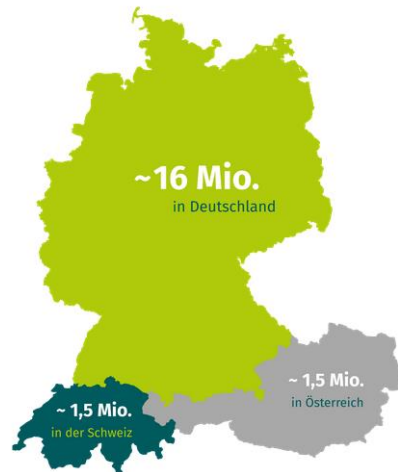 ~16 Mio.
in Deutschland
~ 1,5 Mio.
in Österreich
~ 1,5 Mio.
in der Schweiz